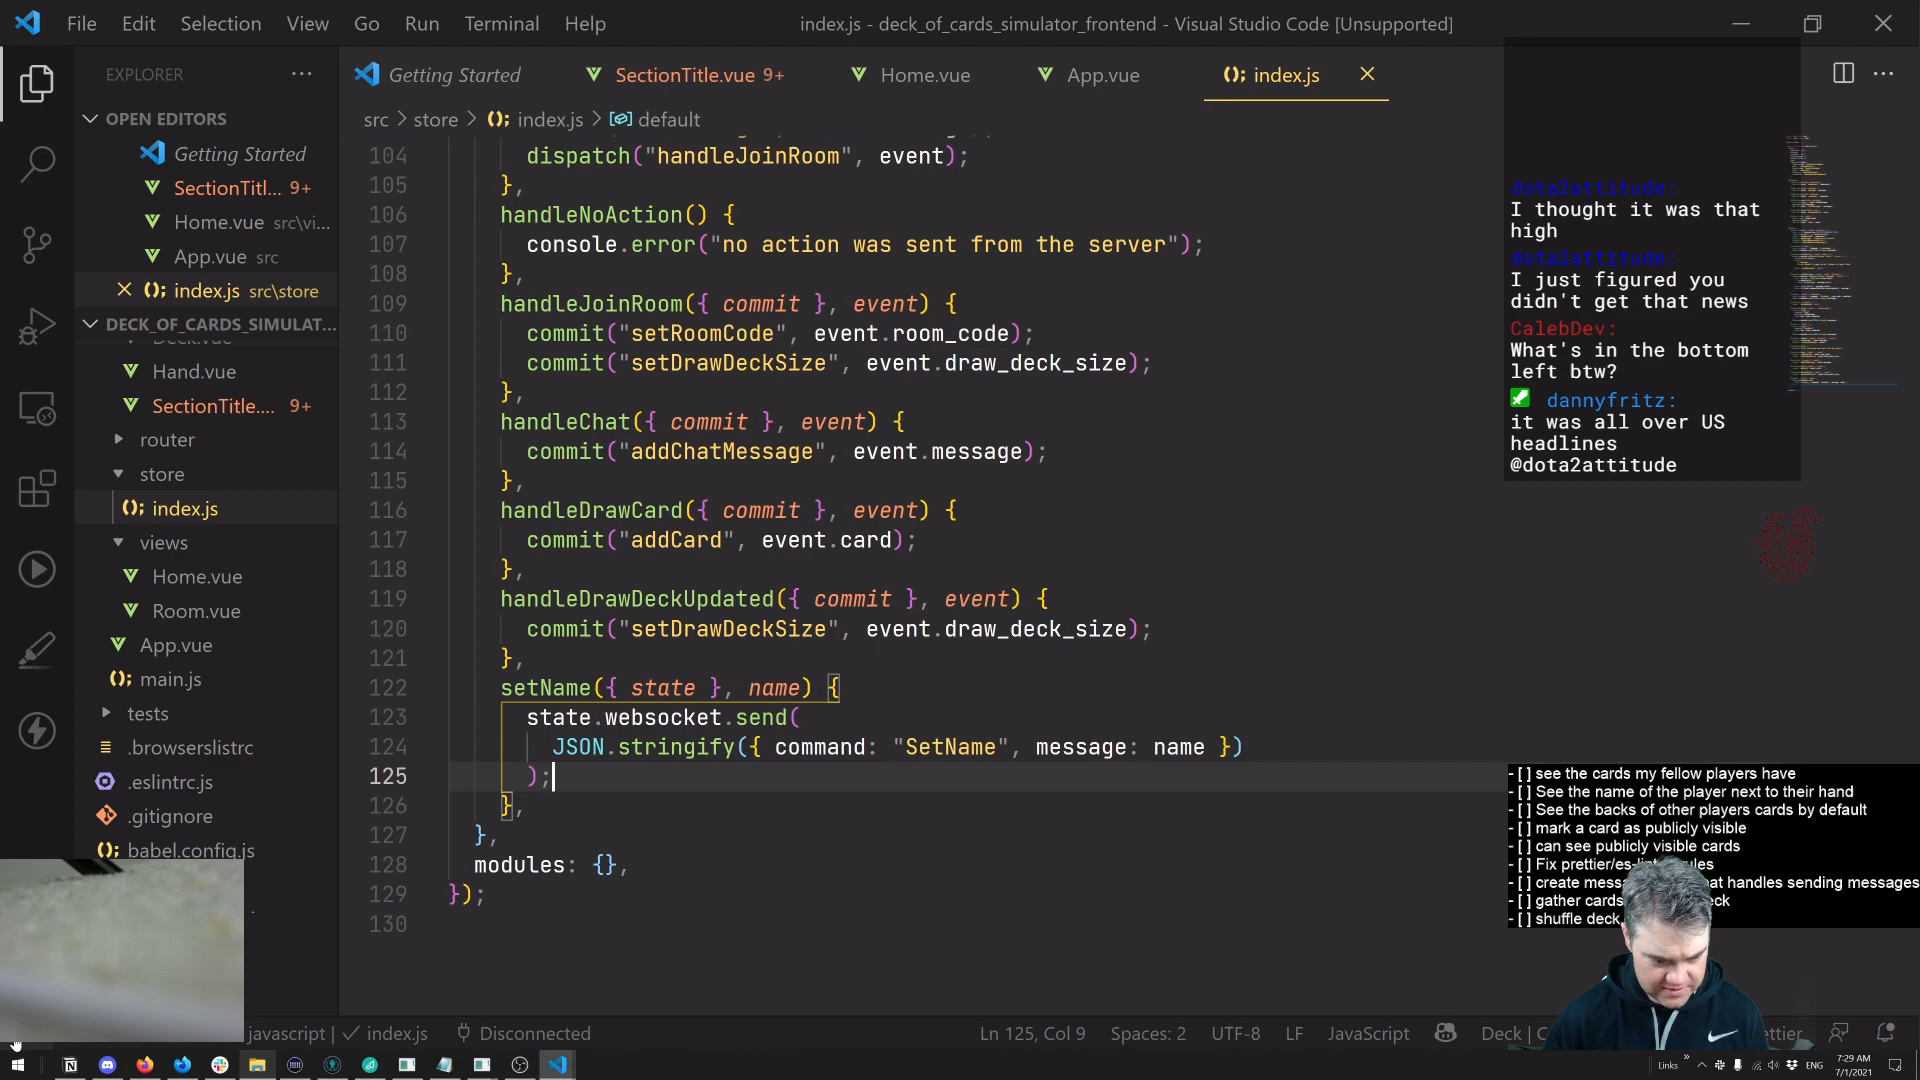 File Edit Selection View Go Run Terminal Help
index.js - deck_of_cards_simulator_frontend - Visual Studio Code [Unsupported]
EXPLORER
Getting Started
SectionTitle.vue 9+
Home.vue
App.vue
index.js
OPEN EDITORS
Getting Started
SectionTitl... 9+
Home.vue src\vi...
App.vue src
index.js src\store
DECK_OF_CARDS_SIMULAT...
Hand.vue
SectionTitle.... 9+
router
store
index.js
views
Home.vue
Room.vue
App.vue
main.js
tests
.browserslistrc
.eslintrc.js
.gitignore
babel.config.js
src > store > index.js > default
104 dispatch("handleJoinRoom", event);
105 },
106 handleNoAction() {
107 console.error("no action was sent from the server");
108 },
109 handleJoinRoom({ commit }, event) {
110 commit("setRoomCode", event.room_code);
111 commit("setDrawDeckSize", event.draw_deck_size);
112 },
113 handleChat({ commit }, event) {
114 commit("addChatMessage", event.message);
115 },
116 handleDrawCard({ commit }, event) {
117 commit("addCard", event.card);
118 },
119 handleDrawDeckUpdated({ commit }, event) {
120 commit("setDrawDeckSize", event.draw_deck_size);
121 },
122 setName({ state }, name) {
123 state.websocket.send(
124 JSON.stringify({ command: "SetName", message: name })
125 );
126 },
127 },
128 modules: {},
129 });
130
dota2attitude:
I thought it was that
high
dota2attitude:
I just figured you
didn't get that news
CalebDev:
What's in the bottom
left btw?
dannyfritz:
it was all over US
headlines
@dota2attitude
- [ ] see the cards my fellow players have
- [ ] See the name of the player next to their hand
- [ ] See the backs of other players cards by default
- [ ] mark a card as publicly visible
- [ ] can see publicly visible cards
- [ ] Fix prettier/es-lint rules
- [ ] create mess at handles sending messages
- [ ] gather cards eck
- [ ] shuffle deck
javascript | ✓ index.js
Disconnected
Ln 125, Col 9
Spaces: 2
UTF-8
LF
JavaScript
Deck | C
ettier
Links
ENG
7:29 AM
7/1/2021